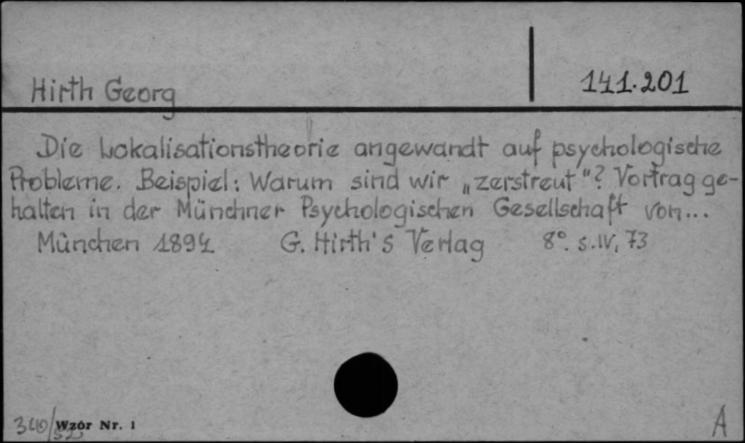 Hirth Georg
141.201
Die Lokalisationstheorie angewandt auf psychologische
Probleme. Beispiel: Warum sind wir „zerstreut"? Vortrag ge-
halten in der Münchner Psychologischen Gesellschaft von...
München 1894 G. Hirth's Verlag 8°. s. IV, 73
Wzór Nr. 1
A